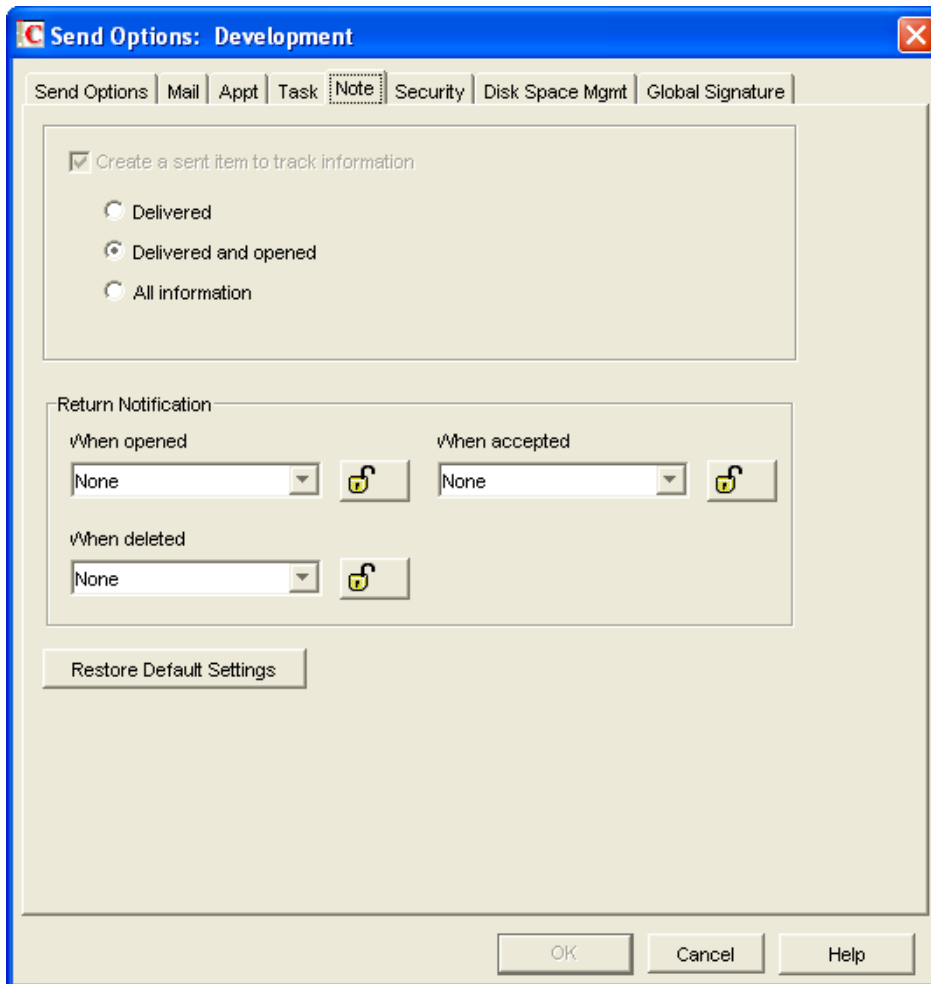 C Send Options: Development
Send Options Mail Appt Task Note Security Disk Space Mgmt Global Signature
Create a sent item to track information
Delivered
Delivered and opened
All information
Return Notification
When opened When accepted
None None
When deleted
None
Restore Default Settings
OK Cancel Help